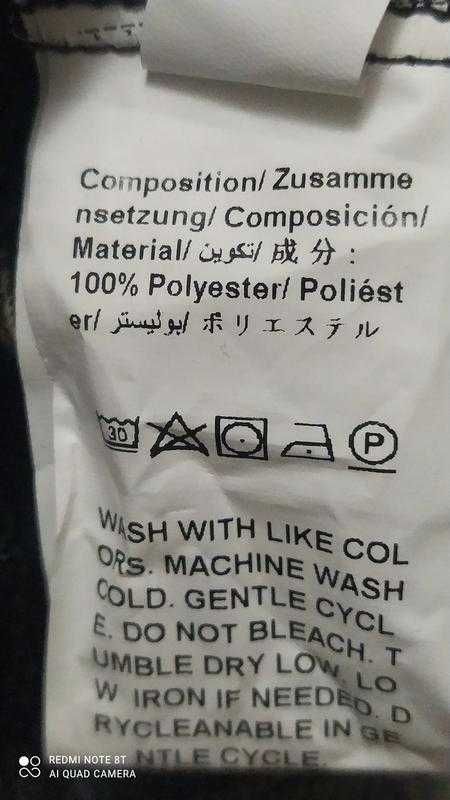 Composition/ Zusamme
nsetzung/ Composición/
Material/ تكوين/ 成 分 :
100% Polyester/ Poliést
er/ بوليستر/ ポ リ エ ス テ ル
30
P
WASH WITH LIKE COL
ORS. MACHINE WASH
COLD. GENTLE CYCL
E. DO NOT BLEACH. T
UMBLE DRY LOW. LO
W IRON IF NEEDED. D
RYCLEANABLE IN GE
NTLE CYCLE.
REDMI NOTE 8T
AI QUAD CAMERA